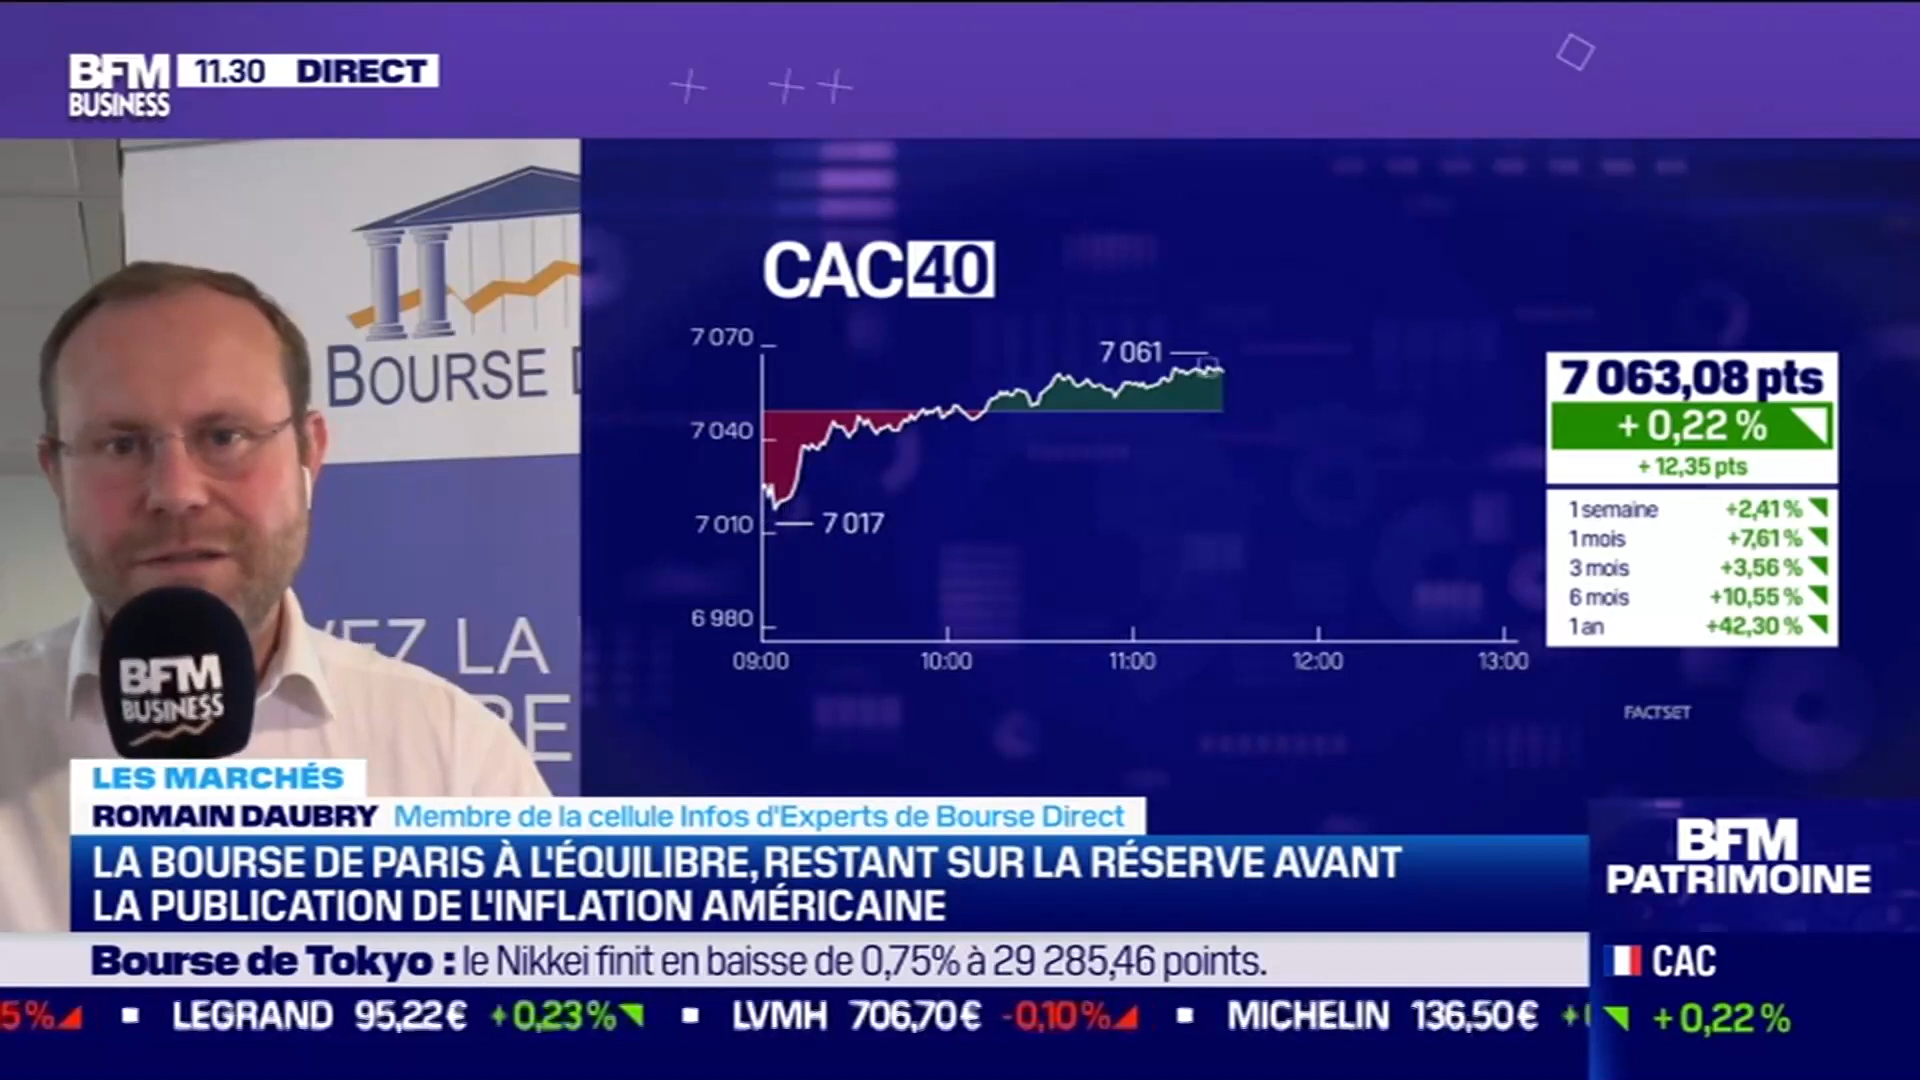 BFM
BUSINESS
11.30 DIRECT
BOURSE
LA
CAC 40
7 070
7 061
7 040
7 010
7 017
6 980
09:00 10:00 11:00 12:00 13:00
7 063,08 pts
+ 0,22 %
+ 12,35 pts
1 semaine +2,41 %
1 mois +7,61 %
3 mois +3,56 %
6 mois +10,55 %
1 an +42,30 %
FACTSET
BFM
BUSINESS
LES MARCHÉS
ROMAIN DAUBRY Membre de la cellule Infos d'Experts de Bourse Direct
LA BOURSE DE PARIS À L'ÉQUILIBRE, RESTANT SUR LA RÉSERVE AVANT
LA PUBLICATION DE L'INFLATION AMÉRICAINE
BFM
PATRIMOINE
Bourse de Tokyo : le Nikkei finit en baisse de 0,75% à 29 285,46 points.
CAC
5% LEGRAND 95,22€ +0,23% LVMH 706,70€ -0,10% MICHELIN 136,50€
+ 0,22 %